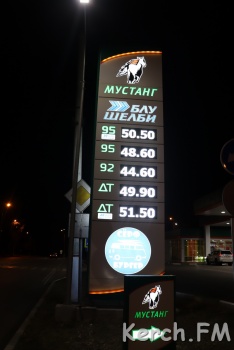 МУСТАНГ
БЛУ
ШЕЛБИ
95 50.50
95 48.60
92 44.60
ДТ 49.90
ДТ 51.50
МУСТАНГ
Kerch.FM